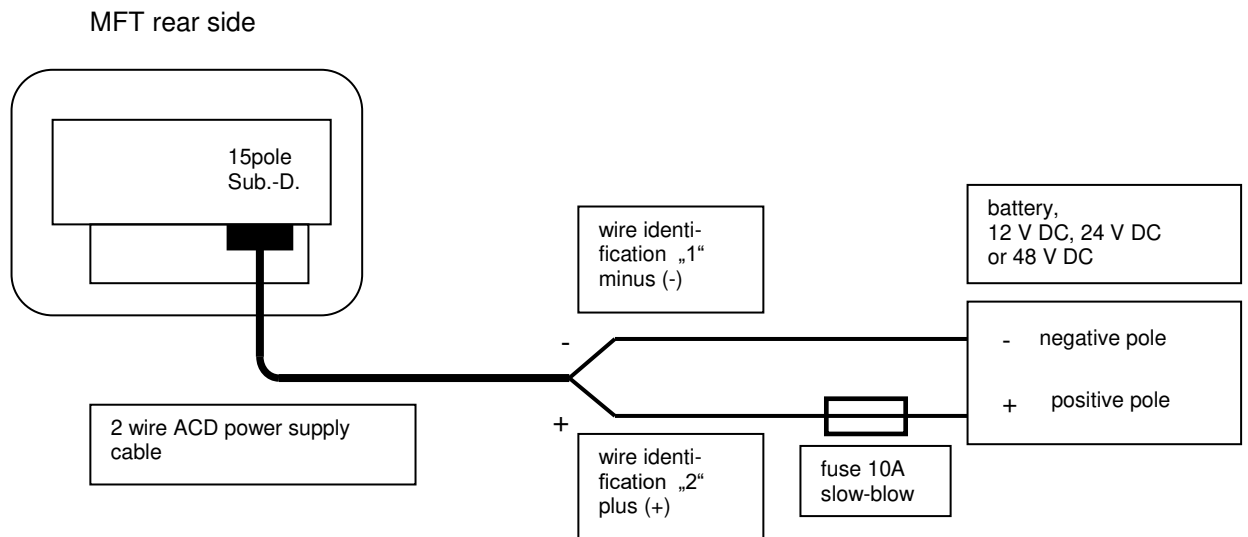 MFT rear side
15pole
Sub.-D.
wire identi-
fication „1“
minus (-)
battery,
12 V DC, 24 V DC
or 48 V DC
-
- negative pole
+
+ positive pole
2 wire ACD power supply
cable
wire identi-
fication „2“
plus (+)
fuse 10A
slow-blow